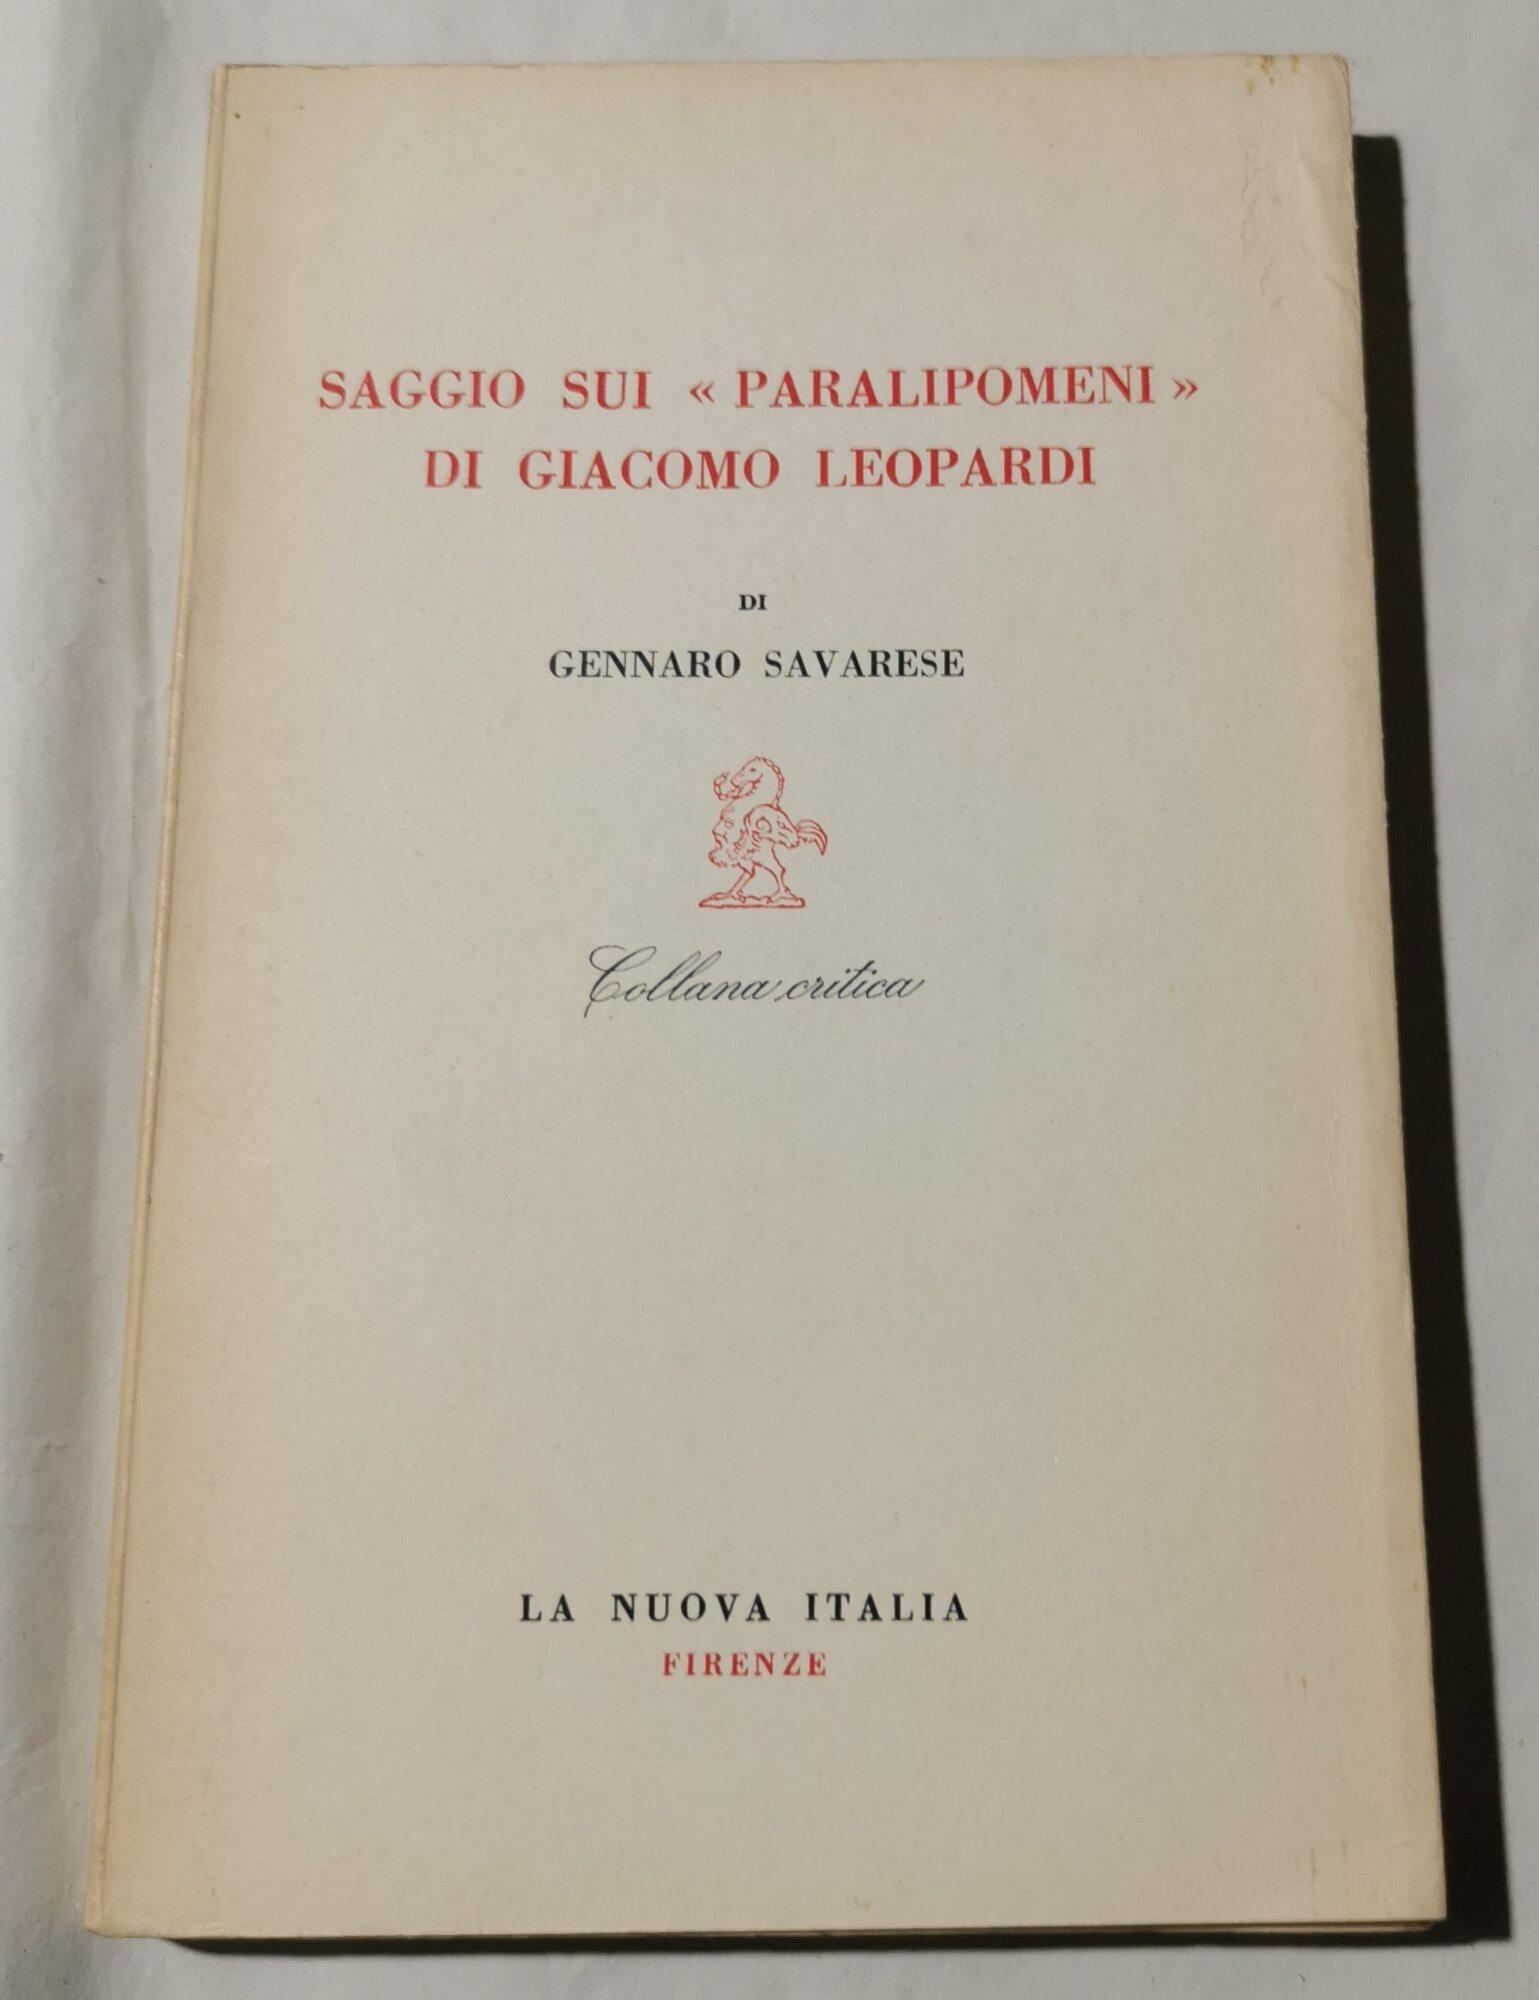 SAGGIO SUI « PARALIPOMENI »
DI GIACOMO LEOPARDI
DI
GENNARO SAVARESE
Collana critica
LA NUOVA ITALIA
FIRENZE